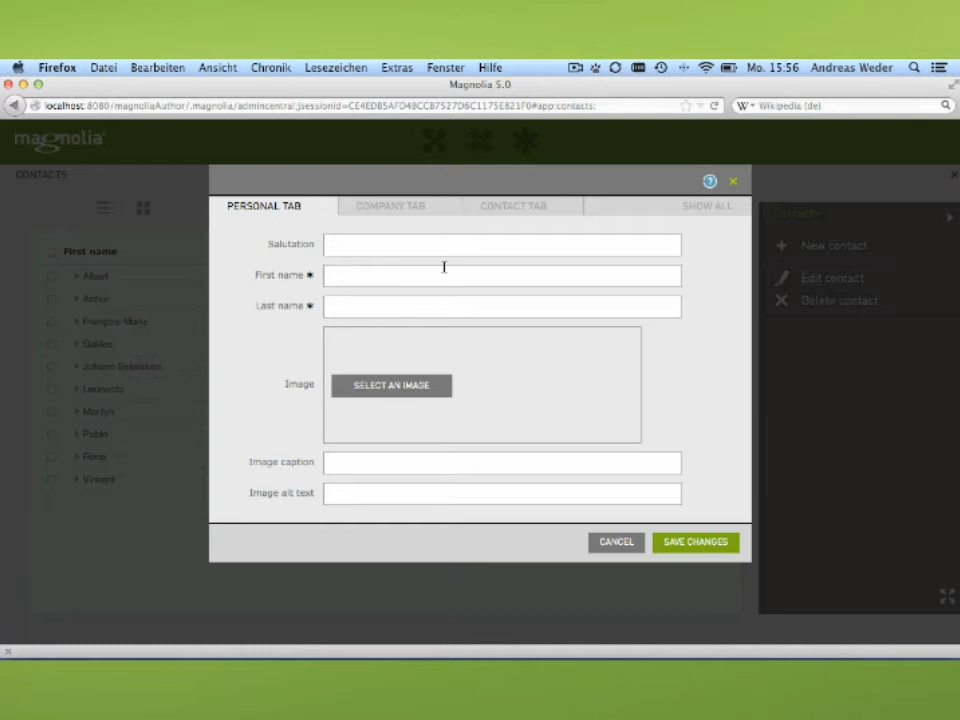 Firefox Datei Bearbeiten Ansicht Chronik Lesezeichen Extras Fenster Hilfe Mo. 15:56 Andreas Weder
Magnolia 5.0
localhost:8080/magnoliaAuthor/.magnolia/admincentral;jsessionid=CE4EDB5AFD4BCCB7527D6C1175E821F0#app:contacts:
Wikipedia (de)
magnolia
CONTACTS
PERSONAL TAB COMPANY TAB CONTACT TAB SHOW ALL
Contacts
First name
New contact
Edit contact
Delete contact
Albert
Arthur
François-Marie
Galileo
Johann Sebastian
Leonardo
Marilyn
Pablo
René
Vincent
Salutation
First name *
Last name *
Image
SELECT AN IMAGE
Image caption
Image alt text
CANCEL SAVE CHANGES